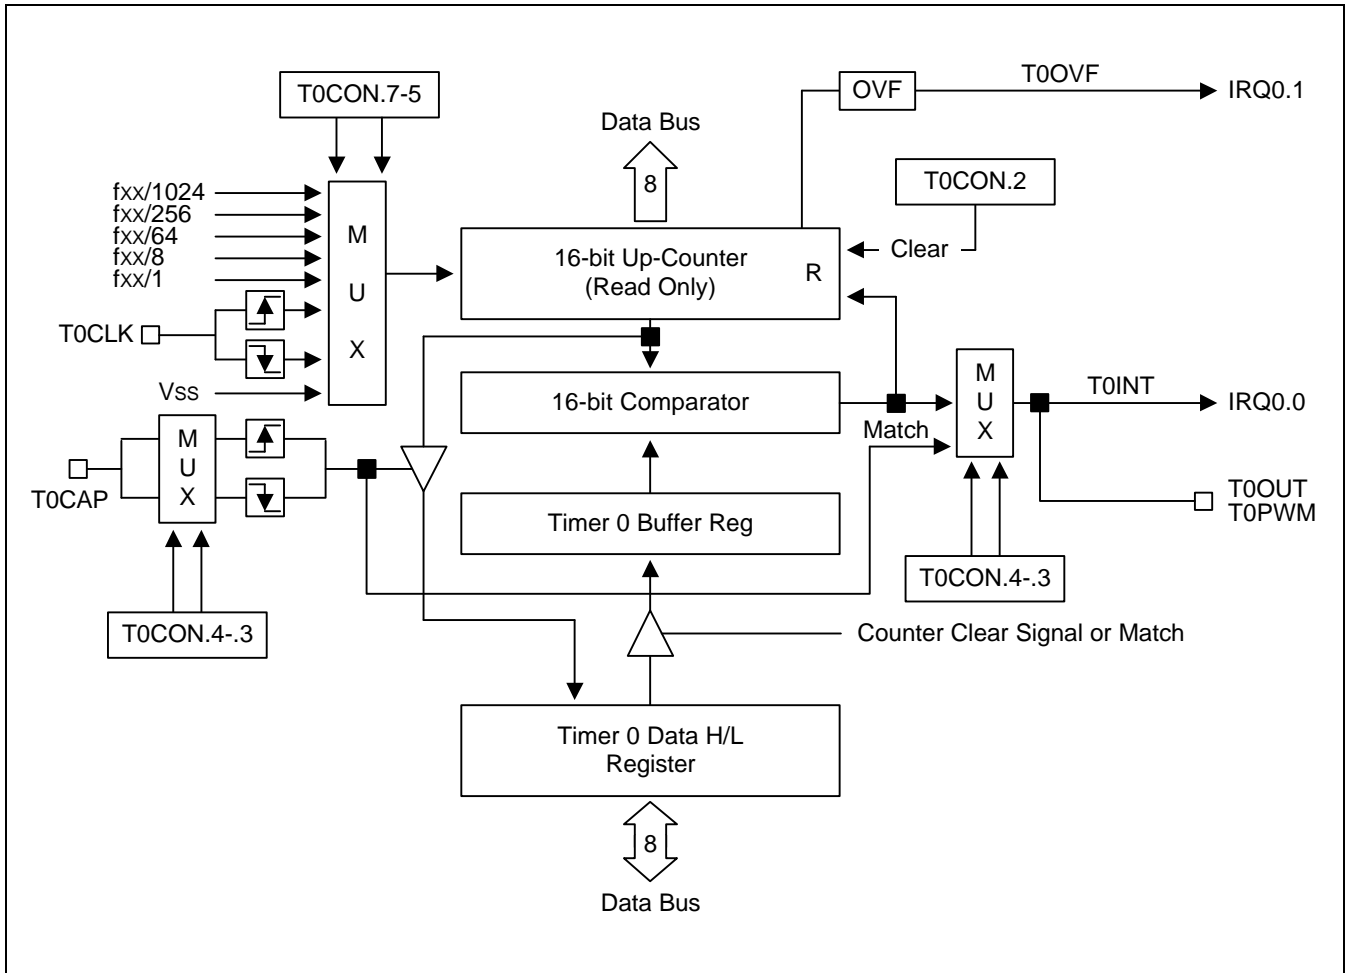 T0CON.7-5
OVF
T0OVF
IRQ0.1
Data Bus
8
T0CON.2
fxx/1024
fxx/256
fxx/64
fxx/8
fxx/1
M
U
X
16-bit Up-Counter
(Read Only)
R
Clear
T0CLK
Vss
16-bit Comparator
Match
M
U
X
T0INT
IRQ0.0
M
U
X
T0CAP
T0OUT
T0PWM
Timer 0 Buffer Reg
T0CON.4-.3
T0CON.4-.3
Counter Clear Signal or Match
Timer 0 Data H/L
Register
8
Data Bus